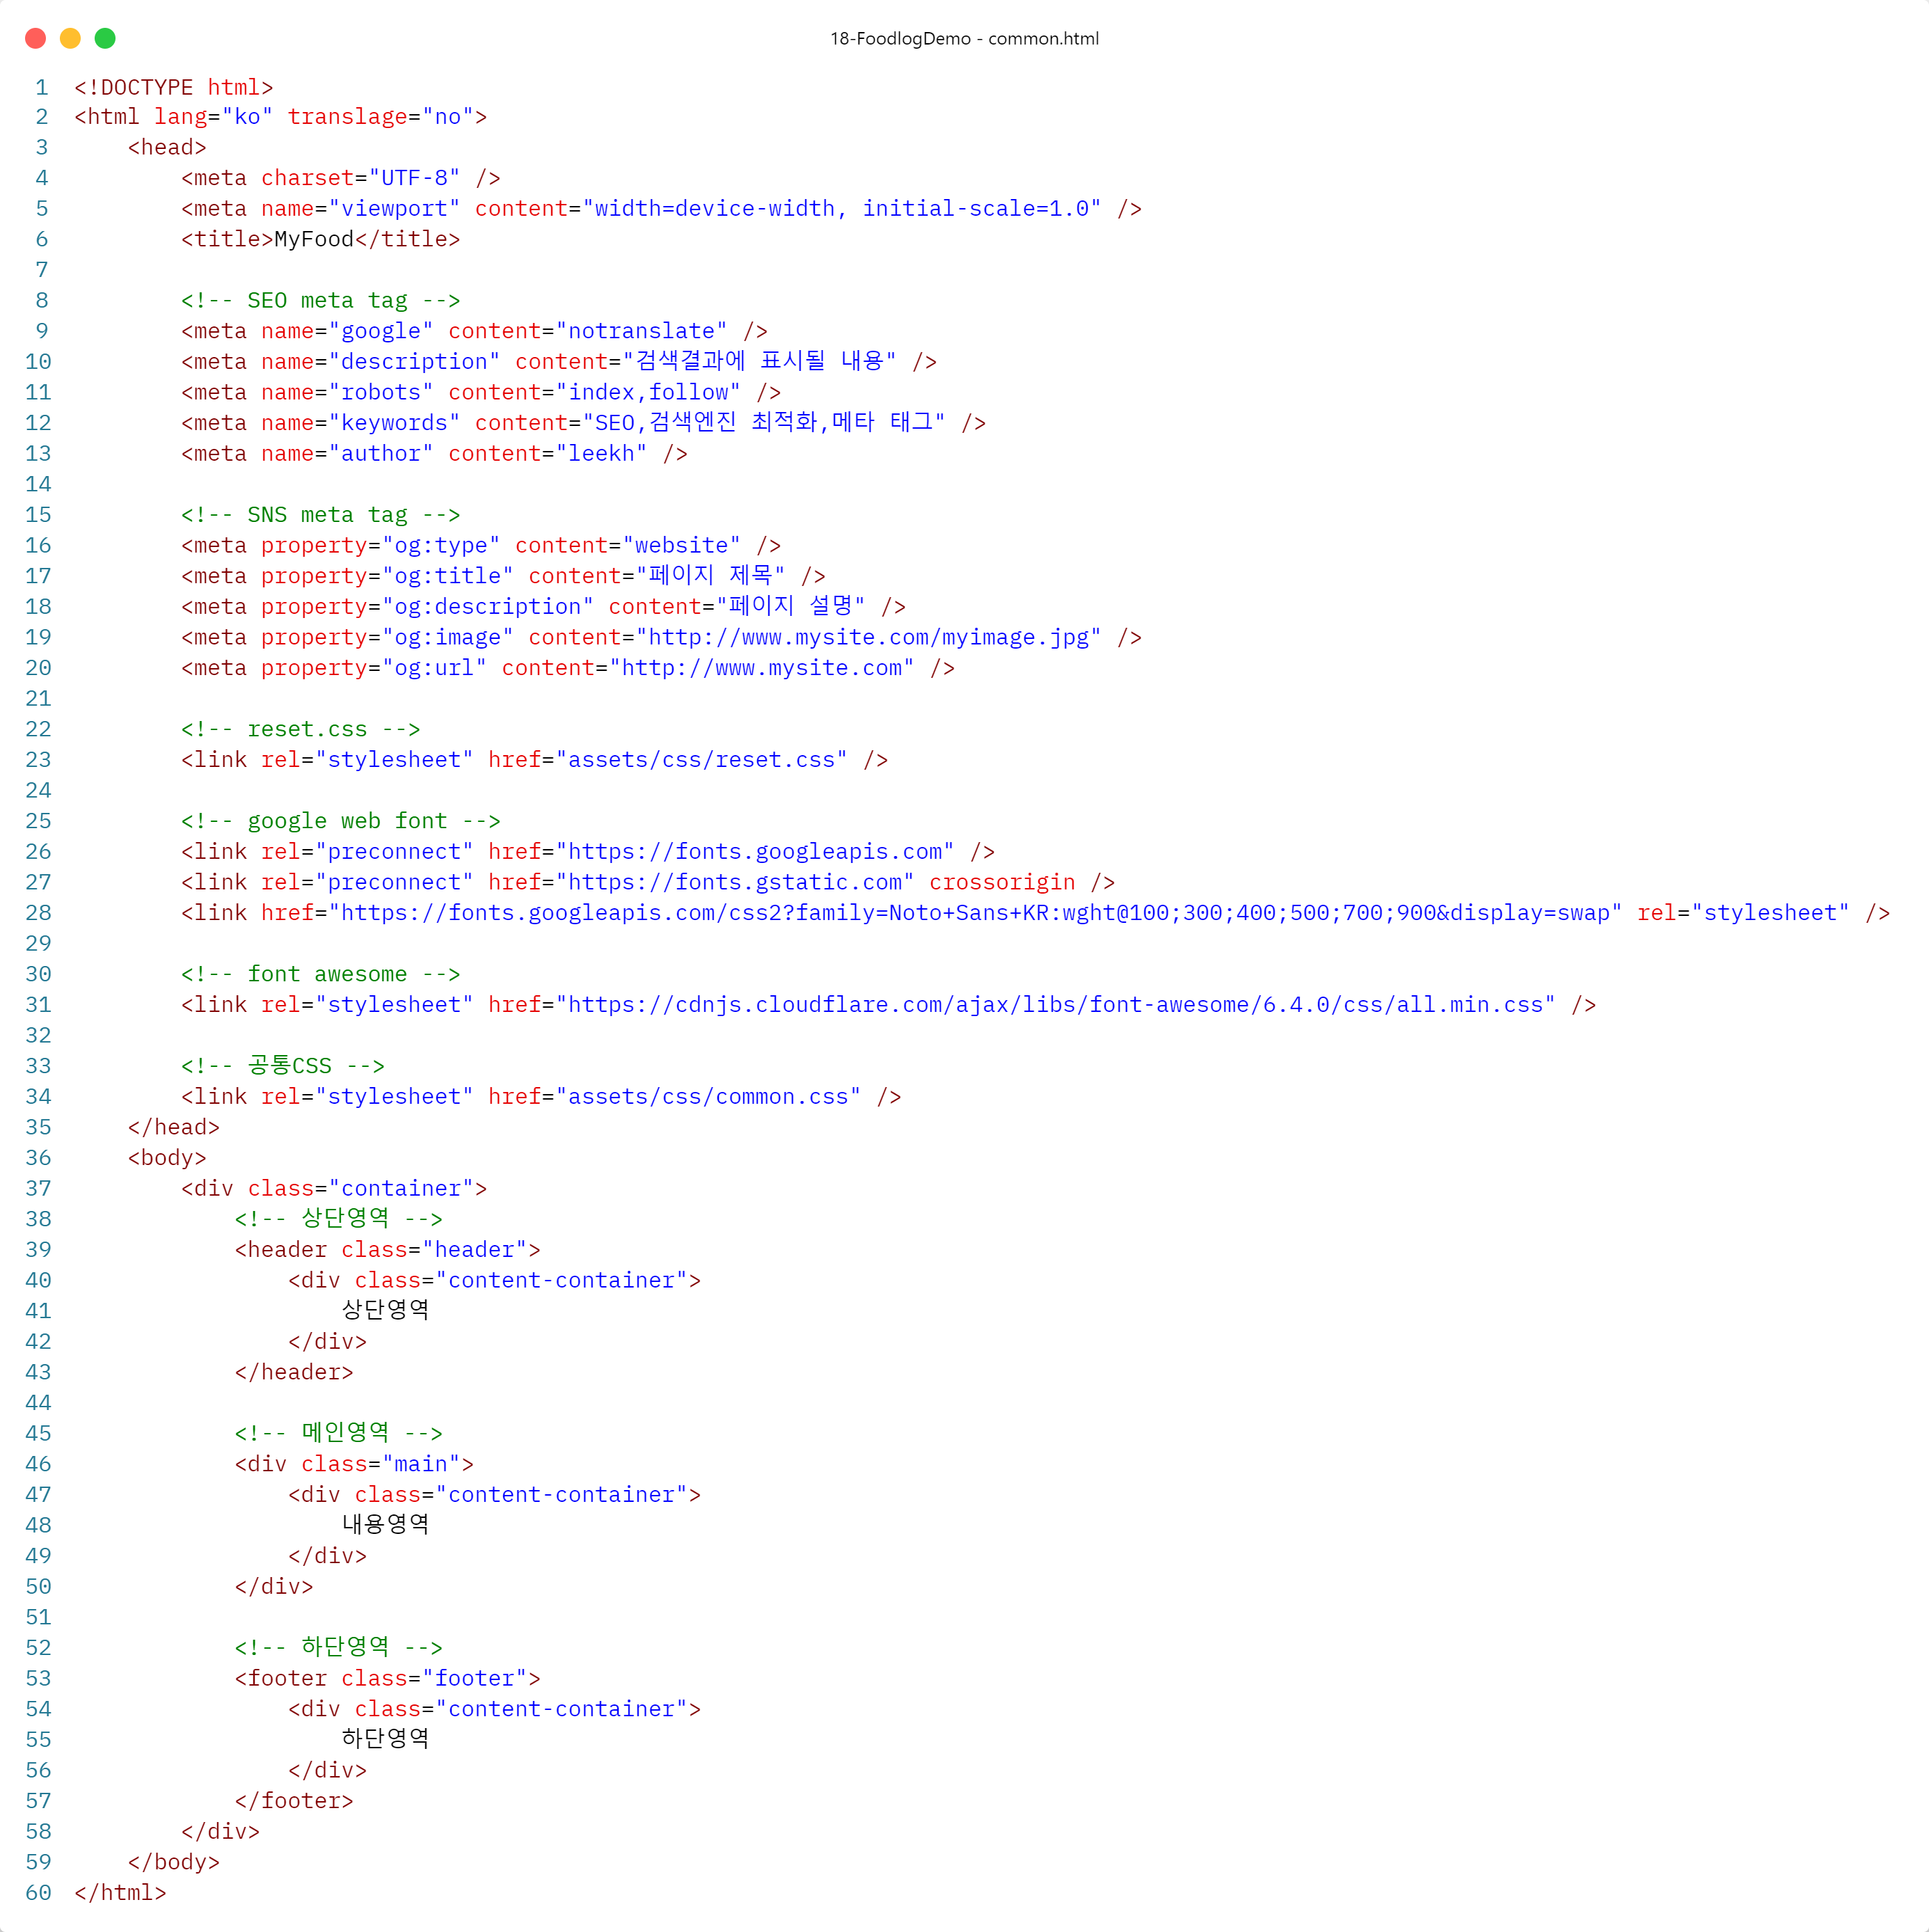 18-FoodlogDemo - common.html
1 <!DOCTYPE html>
2 <html lang="ko" translage="no">
3     <head>
4         <meta charset="UTF-8" />
5         <meta name="viewport" content="width=device-width, initial-scale=1.0" />
6         <title>MyFood</title>
7
8         <!-- SEO meta tag -->
9         <meta name="google" content="notranslate" />
10         <meta name="description" content="검색결과에 표시될 내용" />
11         <meta name="robots" content="index,follow" />
12         <meta name="keywords" content="SEO,검색엔진 최적화,메타 태그" />
13         <meta name="author" content="leekh" />
14
15         <!-- SNS meta tag -->
16         <meta property="og:type" content="website" />
17         <meta property="og:title" content="페이지 제목" />
18         <meta property="og:description" content="페이지 설명" />
19         <meta property="og:image" content="http://www.mysite.com/myimage.jpg" />
20         <meta property="og:url" content="http://www.mysite.com" />
21
22         <!-- reset.css -->
23         <link rel="stylesheet" href="assets/css/reset.css" />
24
25         <!-- google web font -->
26         <link rel="preconnect" href="https://fonts.googleapis.com" />
27         <link rel="preconnect" href="https://fonts.gstatic.com" crossorigin />
28         <link href="https://fonts.googleapis.com/css2?family=Noto+Sans+KR:wght@100;300;400;500;700;900&display=swap" rel="stylesheet" />
29
30         <!-- font awesome -->
31         <link rel="stylesheet" href="https://cdnjs.cloudflare.com/ajax/libs/font-awesome/6.4.0/css/all.min.css" />
32
33         <!-- 공통CSS -->
34         <link rel="stylesheet" href="assets/css/common.css" />
35     </head>
36     <body>
37         <div class="container">
38             <!-- 상단영역 -->
39             <header class="header">
40                 <div class="content-container">
41                     상단영역
42                 </div>
43             </header>
44
45             <!-- 메인영역 -->
46             <div class="main">
47                 <div class="content-container">
48                     내용영역
49                 </div>
50             </div>
51
52             <!-- 하단영역 -->
53             <footer class="footer">
54                 <div class="content-container">
55                     하단영역
56                 </div>
57             </footer>
58         </div>
59     </body>
60 </html>